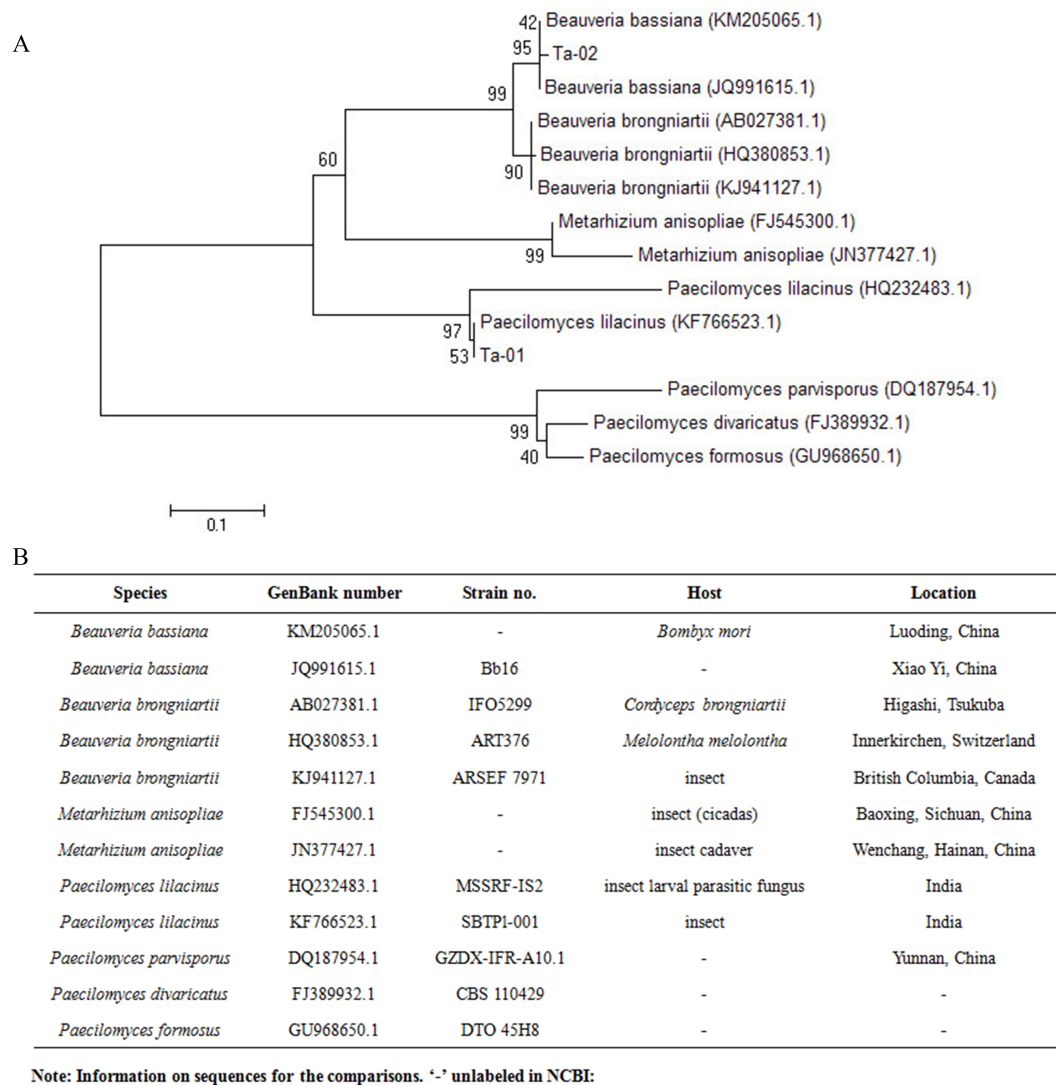 A
42 Beauveria bassiana (KM205065.1)
95 Ta-02
Beauveria bassiana (JQ991615.1)
99
Beauveria brongniartii (AB027381.1)
Beauveria brongniartii (HQ380853.1)
60
90
Beauveria brongniartii (KJ941127.1)
Metarhizium anisopliae (FJ545300.1)
99 Metarhizium anisopliae (JN377427.1)
Paecilomyces lilacinus (HQ232483.1)
Paecilomyces lilacinus (KF766523.1)
97
53 Ta-01
Paecilomyces parvisporus (DQ187954.1)
Paecilomyces divaricatus (FJ389932.1)
99
40 Paecilomyces formosus (GU968650.1)
0.1
B
Species GenBank number Strain no. Host Location
Beauveria bassiana KM205065.1 - Bombyx mori Luoding, China
Beauveria bassiana JQ991615.1 Bb16 - Xiao Yi, China
Beauveria brongniartii AB027381.1 IFO5299 Cordyceps brongniartii Higashi, Tsukuba
Beauveria brongniartii HQ380853.1 ART376 Melolontha melolontha Innerkirchen, Switzerland
Beauveria brongniartii KJ941127.1 ARSEF 7971 insect British Columbia, Canada
Metarhizium anisopliae FJ545300.1 - insect (cicadas) Baoxing, Sichuan, China
Metarhizium anisopliae JN377427.1 - insect cadaver Wenchang, Hainan, China
Paecilomyces lilacinus HQ232483.1 MSSRF-IS2 insect larval parasitic fungus India
Paecilomyces lilacinus KF766523.1 SBTPl-001 insect India
Paecilomyces parvisporus DQ187954.1 GZDX-IFR-A10.1 - Yunnan, China
Paecilomyces divaricatus FJ389932.1 CBS 110429 - -
Paecilomyces formosus GU968650.1 DTO 45H8 - -
Note: Information on sequences for the comparisons. ‘-’ unlabeled in NCBI: